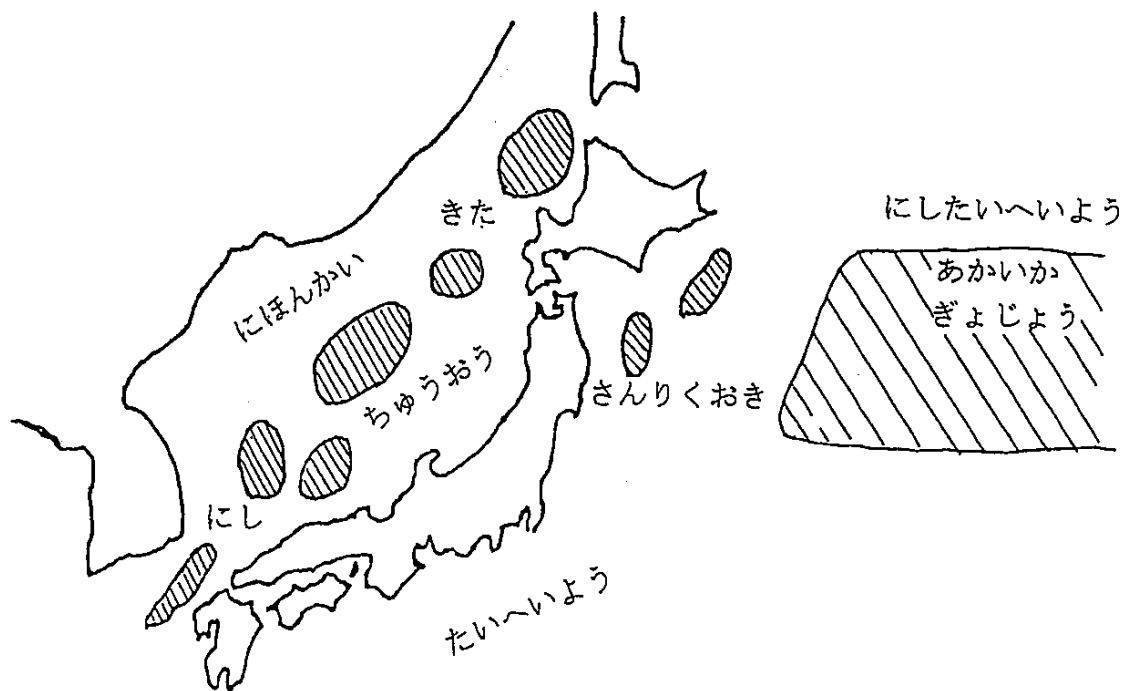 きた
にしたいへいよう
にほんかい
あかいか
ぎょじょう
ちゅうおう
さんりくおき
にし
たいへいよう